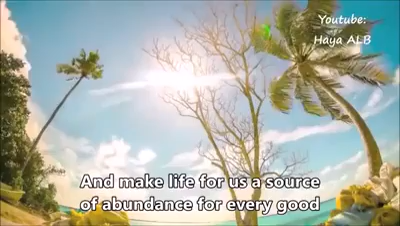 Youtube:
Haya ALB
And make life for us a source
of abundance for every good